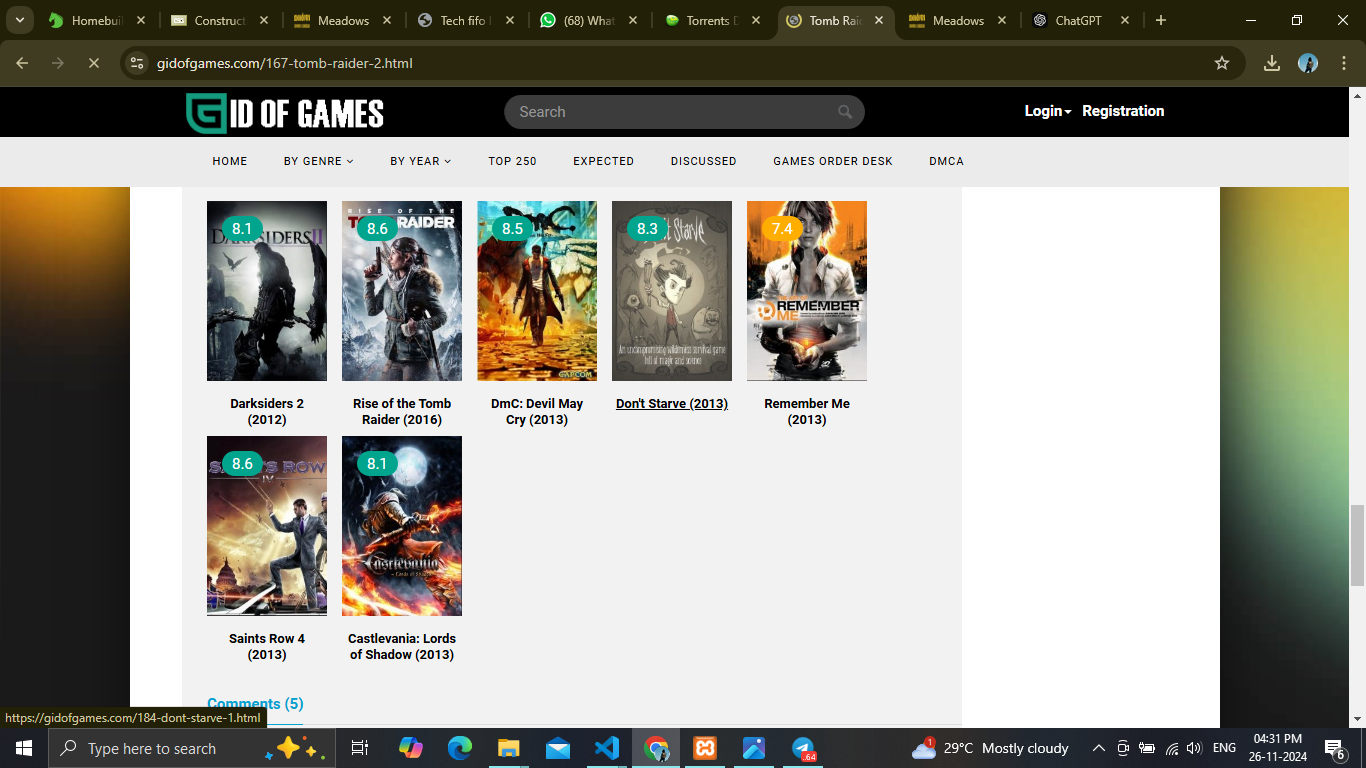 Homebuil
Construct
Meadows
Tech fifo
(68) What
Torrents D
Tomb Rai
Meadows
ChatGPT
gidofgames.com/167-tomb-raider-2.html
GID OF GAMES
Search
Login
Registration
HOME
BY GENRE
BY YEAR
TOP 250
EXPECTED
DISCUSSED
GAMES ORDER DESK
DMCA
8.1
DARKSIDERS II
8.6
RISE OF THE
TOMB RAIDER
8.5
CAPCOM
8.3
Starve
An uncompromising wilderness survival game
full of magic and science
7.4
REMEMBER
ME
Darksiders 2
(2012)
Rise of the Tomb
Raider (2016)
DmC: Devil May
Cry (2013)
Don't Starve (2013)
Remember Me
(2013)
8.6
SAINTS ROW
IV
8.1
Castlevania
Lords of Shadow
Saints Row 4
(2013)
Castlevania: Lords
of Shadow (2013)
Comments (5)
https://gidofgames.com/184-dont-starve-1.html
Type here to search
.64
1
29°C Mostly cloudy
ENG
04:31 PM
26-11-2024
6